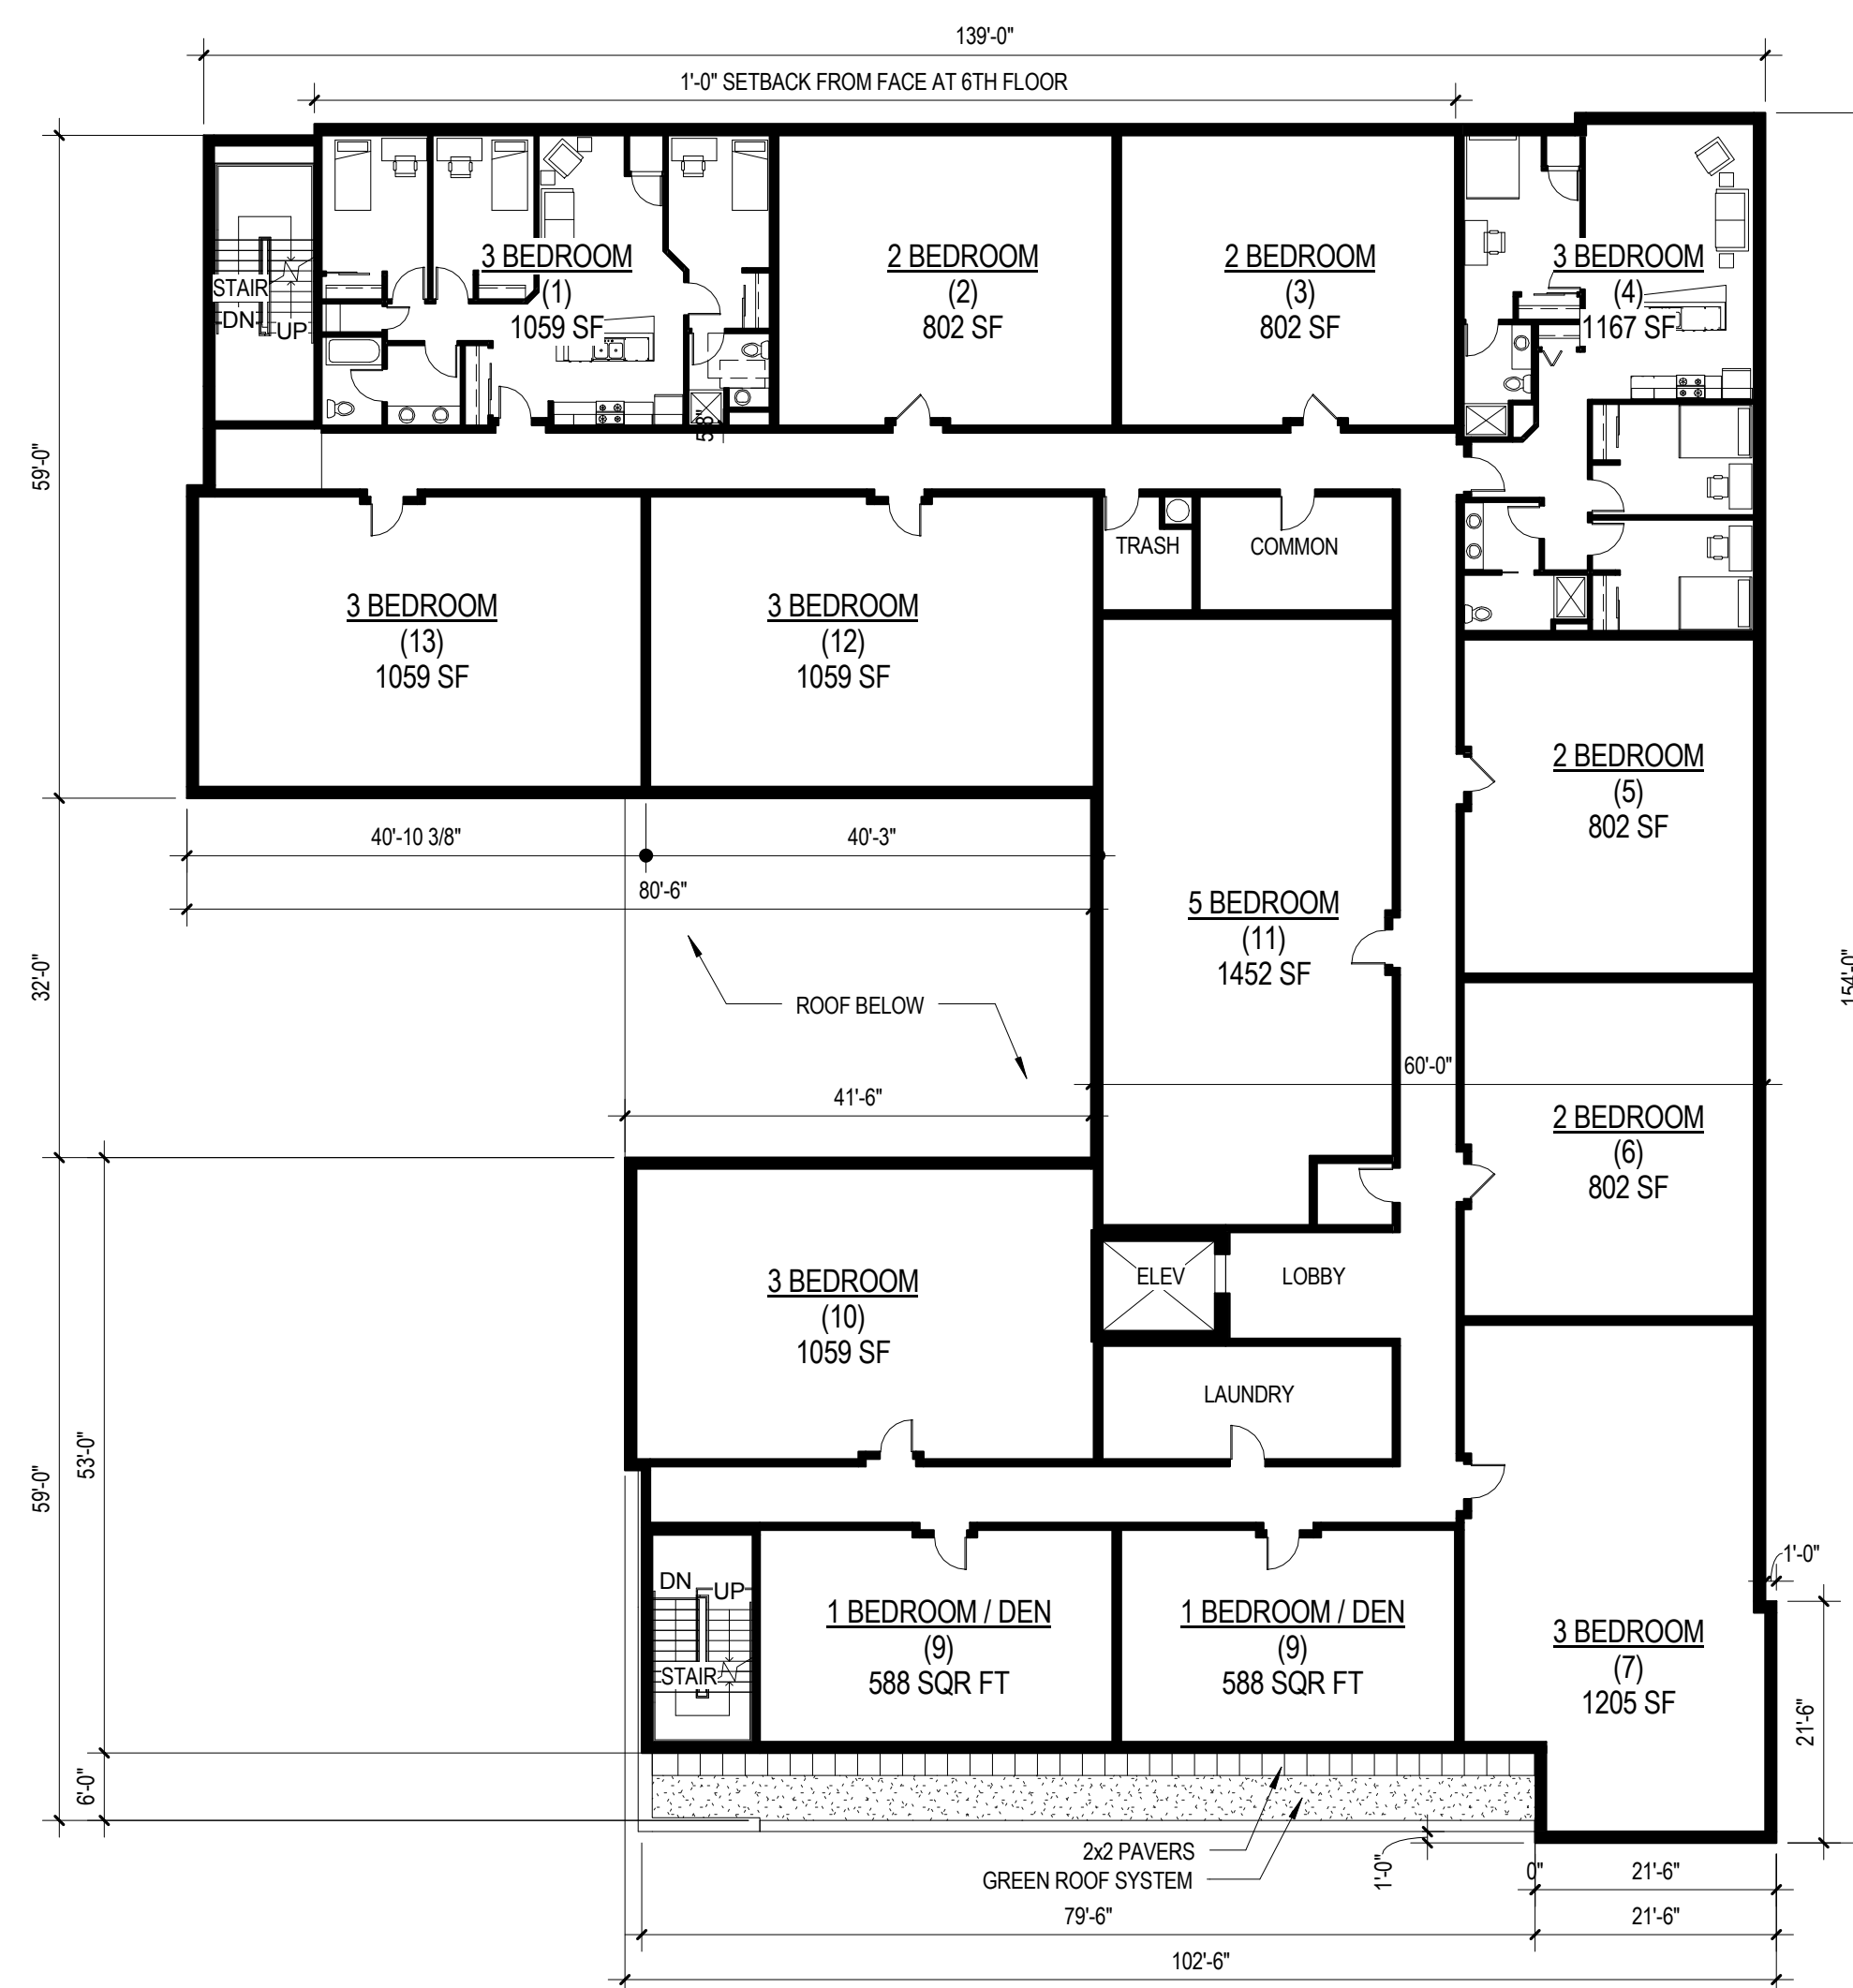 139'-0"
1'-0" SETBACK FROM FACE AT 6TH FLOOR
3 BEDROOM
(1)
1059 SF
2 BEDROOM
(2)
802 SF
2 BEDROOM
(3)
802 SF
3 BEDROOM
(4)
1167 SF
STAIR
DN
UP
5'8"
59'-0"
TRASH
COMMON
3 BEDROOM
(13)
1059 SF
3 BEDROOM
(12)
1059 SF
2 BEDROOM
(5)
802 SF
40'-10 3/8"
40'-3"
80'-6"
5 BEDROOM
(11)
1452 SF
32'-0"
154'-0"
ROOF BELOW
60'-0"
41'-6"
2 BEDROOM
(6)
802 SF
3 BEDROOM
(10)
1059 SF
ELEV
LOBBY
LAUNDRY
59'-0"
53'-0"
1'-0"
DN
UP
STAIR
1 BEDROOM / DEN
(9)
588 SQR FT
1 BEDROOM / DEN
(9)
588 SQR FT
3 BEDROOM
(7)
1205 SF
21'-6"
6'-0"
2x2 PAVERS
GREEN ROOF SYSTEM
1'-0"
0"
21'-6"
79'-6"
21'-6"
102'-6"